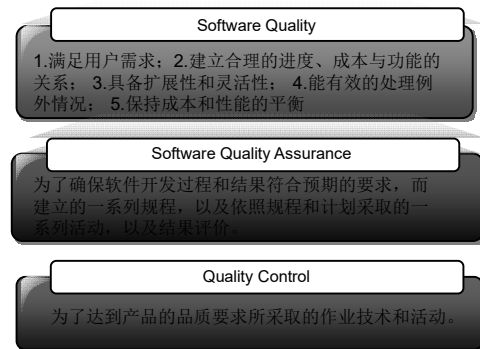 Software Quality
1.满足用户需求；2.建立合理的进度、成本与功能的
关系； 3.具备扩展性和灵活性； 4.能有效的处理例
外情况； 5.保持成本和性能的平衡
Software Quality Assurance
为了确保软件开发过程和结果符合预期的要求，而
建立的一系列规程，以及依照规程和计划采取的一
系列活动，以及结果评价。
Quality Control
为了达到产品的品质要求所采取的作业技术和活动。